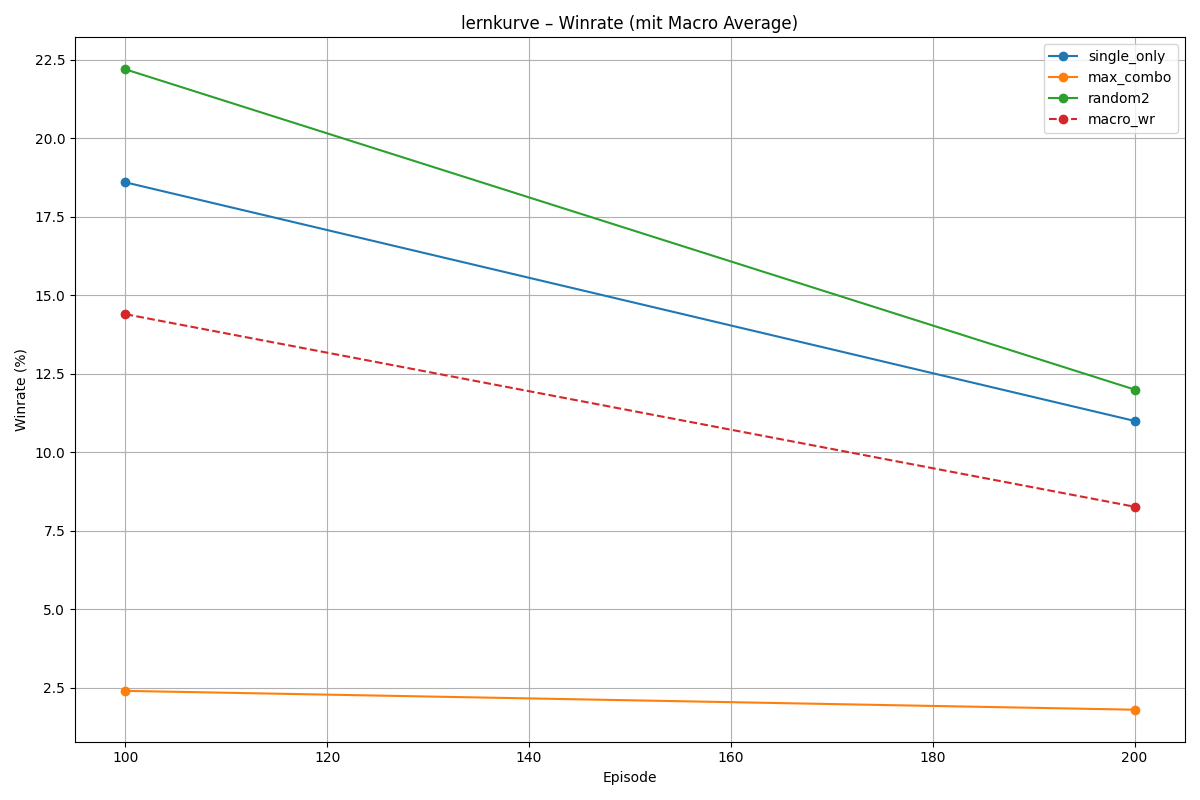 lernkurve – Winrate (mit Macro Average)
single_only
max_combo
random2
macro_wr
Winrate (%)
22.5
20.0
17.5
15.0
12.5
10.0
7.5
5.0
2.5
100
120
140
160
180
200
Episode